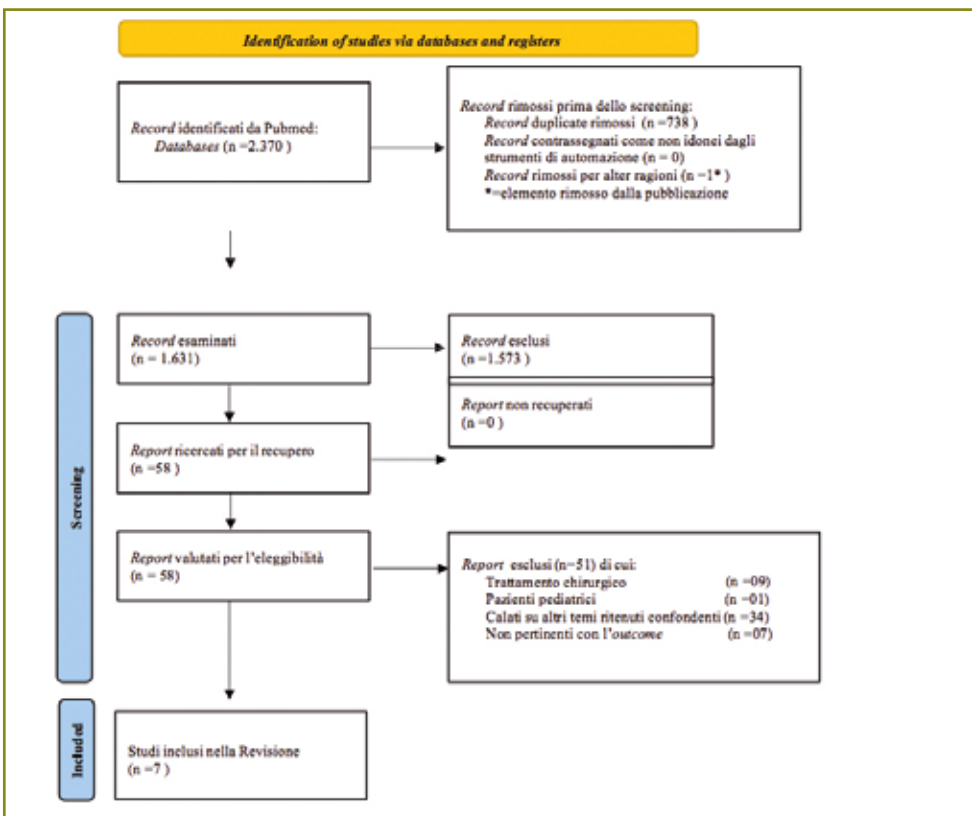 Identification of studies via databases and registers
Record identificati da Pubmed:
Databases (n =2.370 )
Record rimossi prima dello screening:
Record duplicate rimossi (n =738 )
Record contrassegnati come non idonei dagli
strumenti di automazione (n = 0)
Record rimossi per alter ragioni (n =1* )
*=elemento rimosso dalla pubblicazione
Screening
Record esaminati
(n = 1.631)
Record esclusi
(n =1.573 )
Report non recuperati
(n =0 )
Report ricercati per il recupero
(n =58 )
Report valutati per l'eleggibilità
(n = 58)
Report esclusi (n=51) di cui:
Trattamento chirurgico (n =09)
Pazienti pediatrici (n =01)
Calati su altri temi ritenuti confondenti (n =34)
Non pertinenti con l'outcome (n =07)
Included
Studi inclusi nella Revisione
(n =7 )